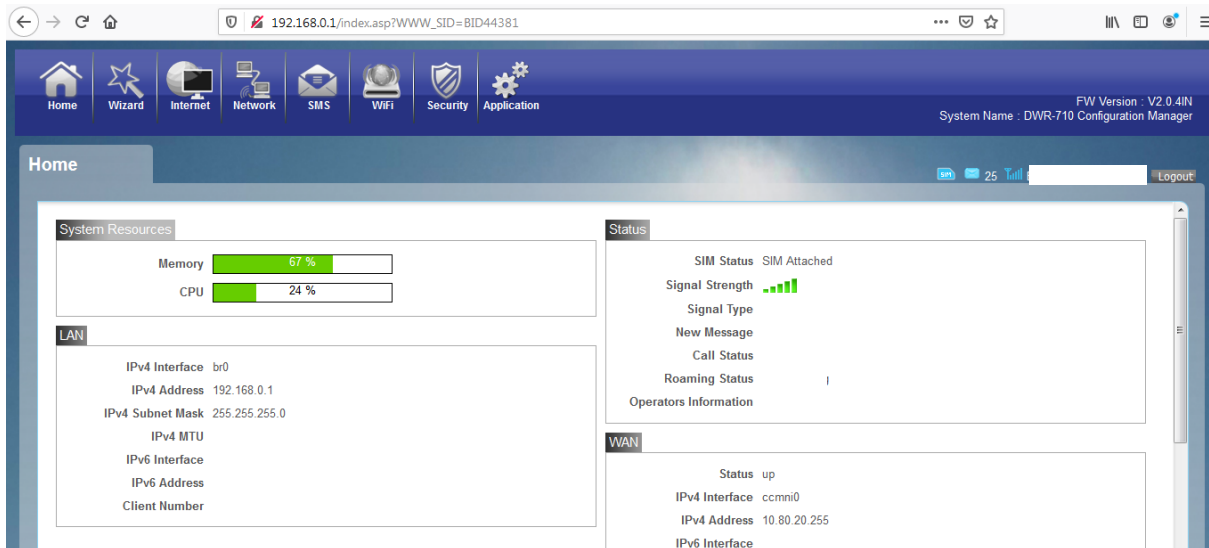 192.168.0.1/index.asp?WWW_SID=BID44381
Home Wizard Internet Network SMS WiFi Security Application
FW Version : V2.0.4IN
System Name : DWR-710 Configuration Manager
Home
SIM 25 Logout
System Resources
Memory 67 %
CPU 24 %
LAN
IPv4 Interface br0
IPv4 Address 192.168.0.1
IPv4 Subnet Mask 255.255.255.0
IPv4 MTU
IPv6 Interface
IPv6 Address
Client Number
Status
SIM Status SIM Attached
Signal Strength
Signal Type
New Message
Call Status
Roaming Status
Operators Information
WAN
Status up
IPv4 Interface ccmni0
IPv4 Address 10.80.20.255
IPv6 Interface